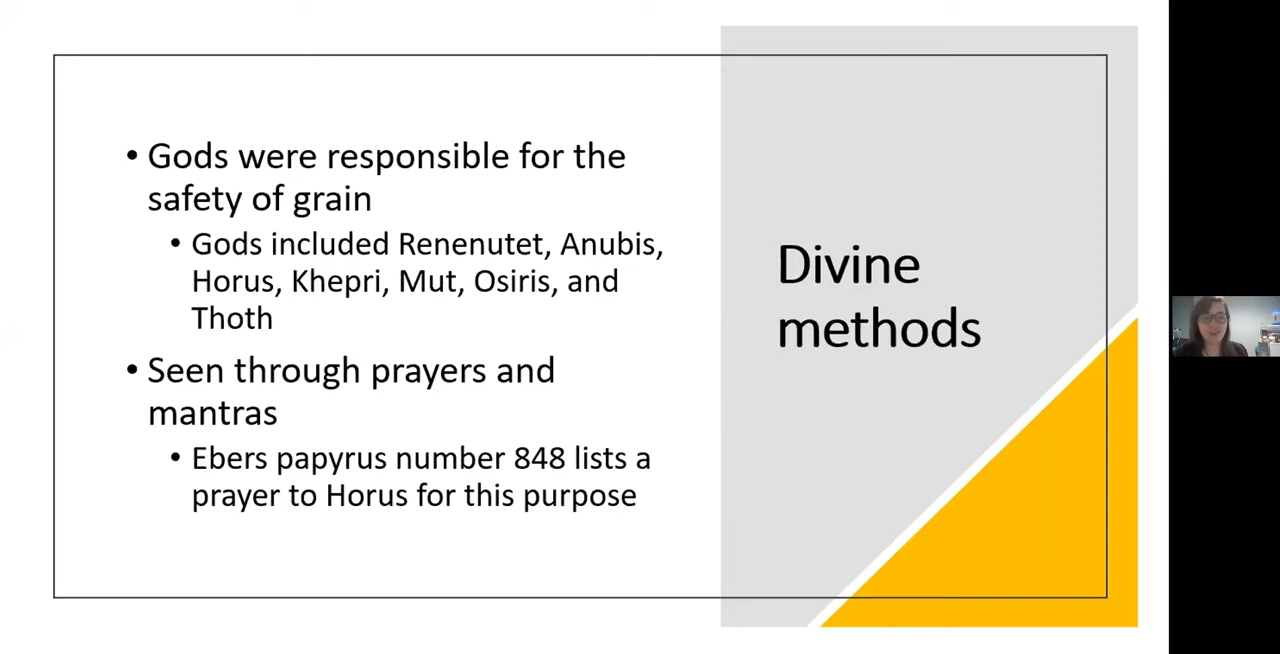 • Gods were responsible for the
safety of grain
• Gods included Renenutet, Anubis,
Horus, Khepri, Mut, Osiris, and
Thoth
• Seen through prayers and
mantras
• Ebers papyrus number 848 lists a
prayer to Horus for this purpose
Divine
methods